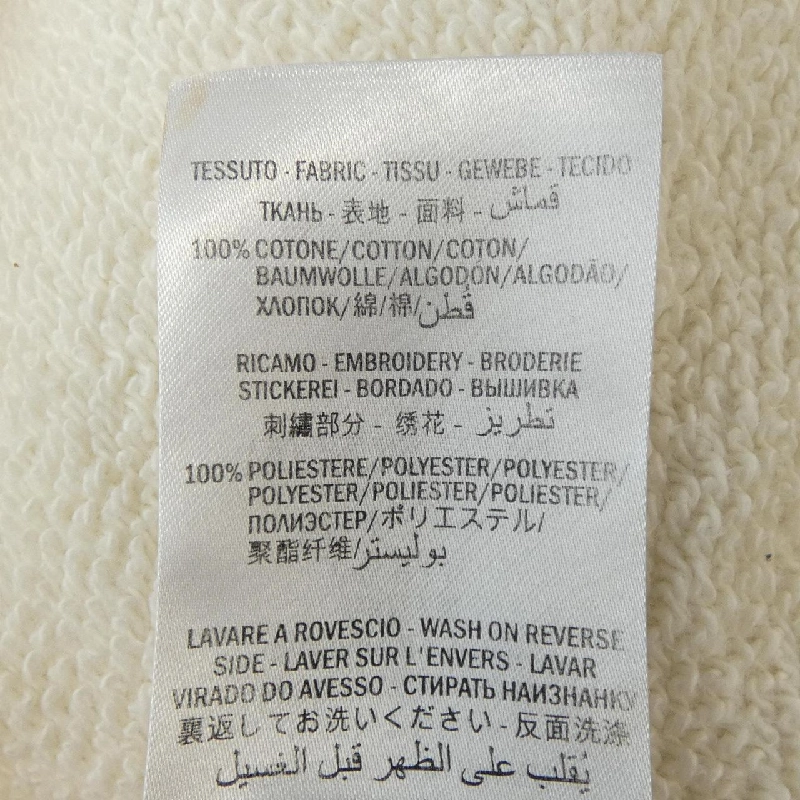 TESSUTO - FABRIC - TISSU - GEWEBE - TECIDO
ТКАНЬ - 表地 - 面料 - قماش
100% COTONE/COTTON/COTON/
BAUMWOLLE/ALGODON/ALGODÃO/
ХЛОПОК/綿/棉/قُطن
RICAMO - EMBROIDERY - BRODERIE
STICKEREI - BORDADO - ВЫШИВКА
刺繍部分 - 绣花 - تطريز
100% POLIESTERE/POLYESTER/POLYESTER/
POLYESTER/POLIESTER/POLIESTER/
ПОЛИЭСТЕР/ポリエステル/
聚酯纤维/بوليستر
LAVARE A ROVESCIO - WASH ON REVERSE
SIDE - LAVER SUR L'ENVERS - LAVAR
VIRADO DO AVESSO - СТИРАТЬ НАИЗНАНКУ
裏返してお洗いください - 反面洗涤
يُقلب على الظهر قبل الغسيل